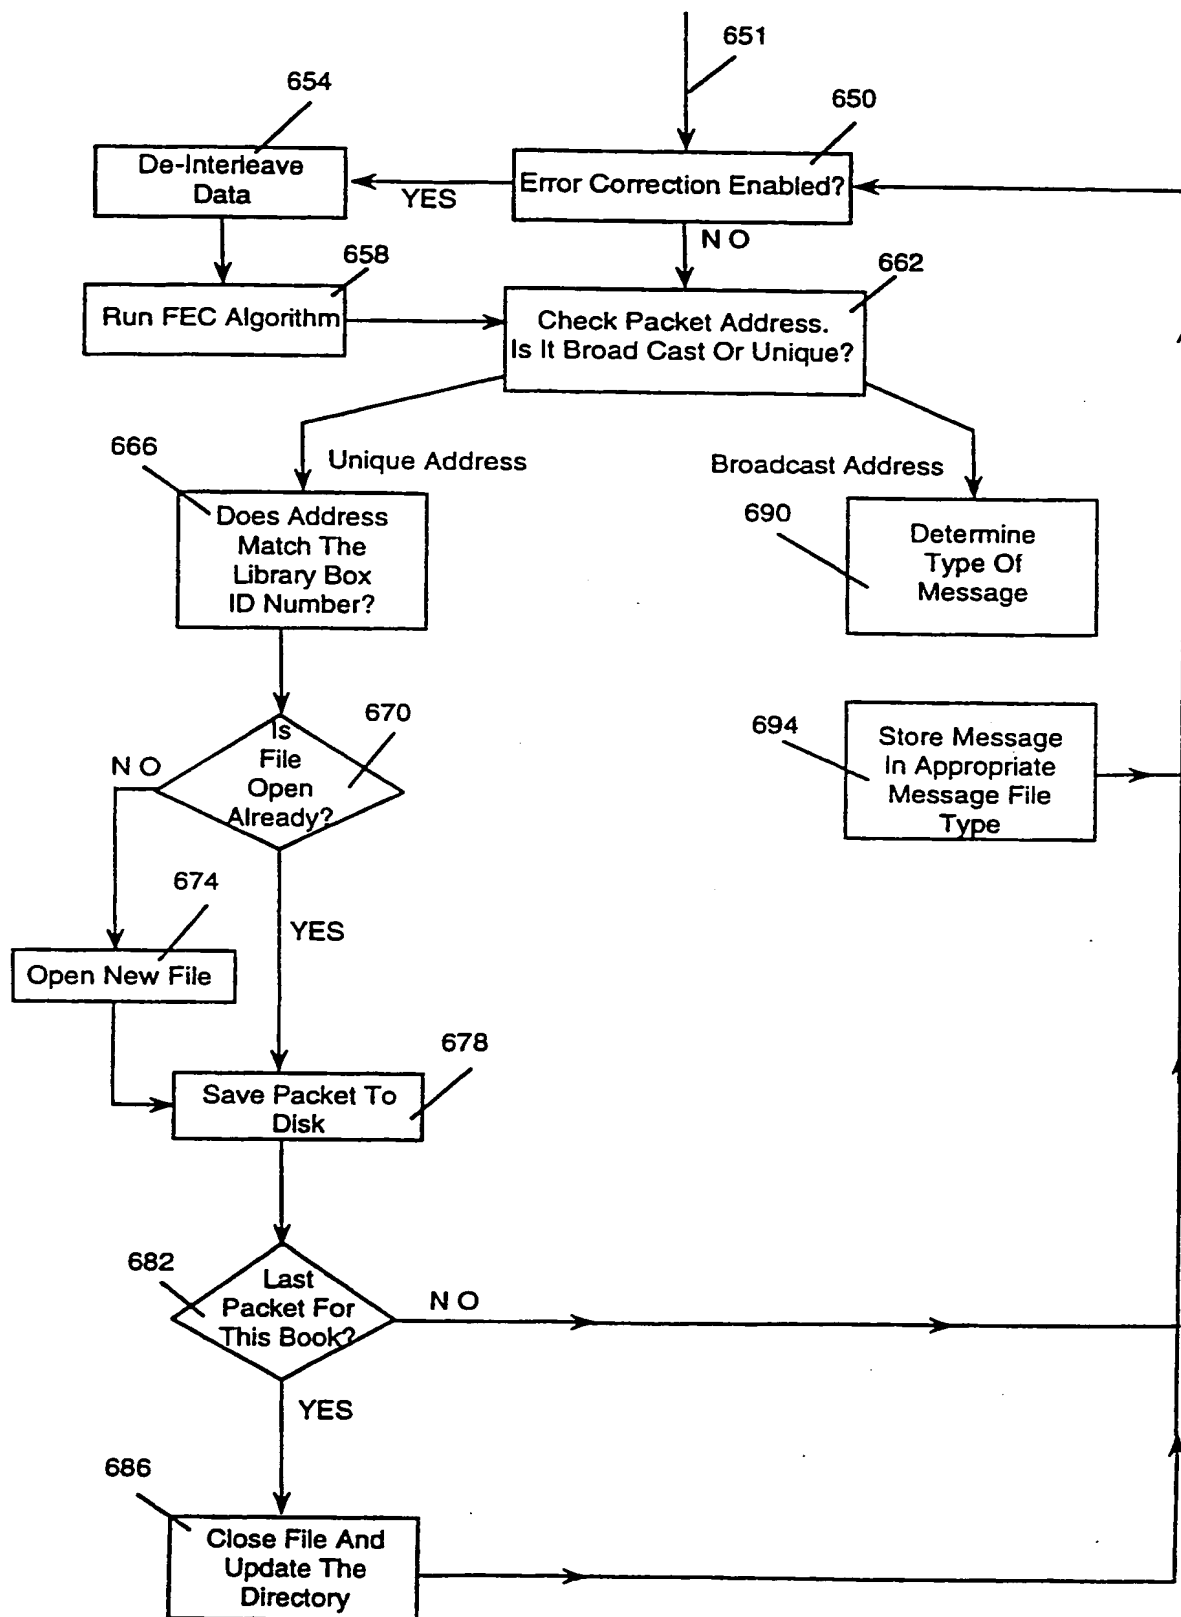 651
654
650
De-Interleave
Data
YES
Error Correction Enabled?
NO
658
662
Run FEC Algorithm
Check Packet Address.
Is It Broad Cast Or Unique?
666
Unique Address
Broadcast Address
Does Address
Match The
Library Box
ID Number?
690
Determine
Type Of
Message
670
NO
Is
File
Open
Already?
694
Store Message
In Appropriate
Message File
Type
674
YES
Open New File
678
Save Packet To
Disk
682
Last
Packet For
This Book?
NO
YES
686
Close File And
Update The
Directory